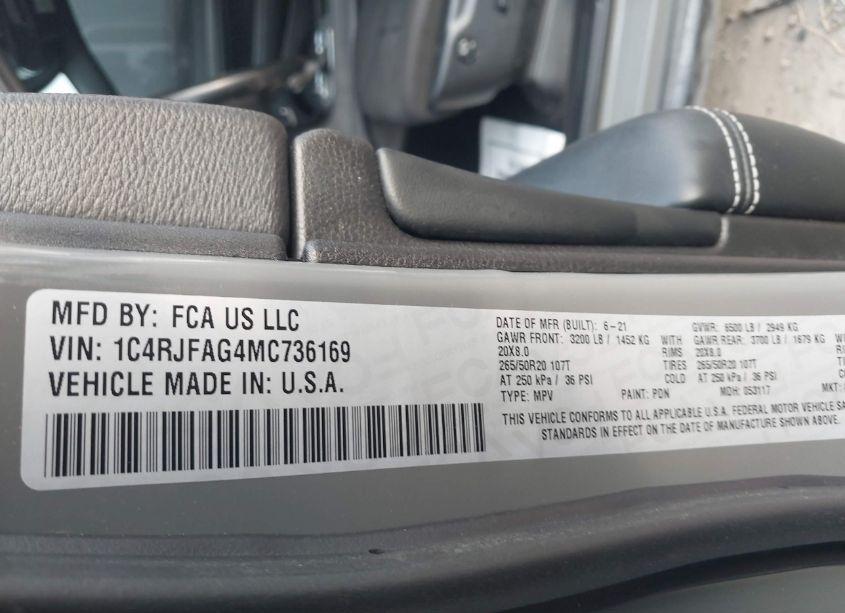 MFD BY: FCA US LLC
VIN: 1C4RJFAG4MC736169
VEHICLE MADE IN: U.S.A.
DATE OF MFR (BUILT): 6-21 GVWR: 6500 LB / 2949 KG
GAWR FRONT: 3200 LB / 1452 KG WITH GAWR REAR: 3700 LB / 1679 KG
20X8.0 RIMS 20X8.0
265/50R20 107T TIRES 265/50R20 107T
AT 250 kPa / 36 PSI COLD AT 250 kPa / 36 PSI
TYPE: MPV PAINT: PDN MDH: 053117 MKT:
THIS VEHICLE CONFORMS TO ALL APPLICABLE U.S.A. FEDERAL MOTOR VEHICLE
STANDARDS IN EFFECT ON THE DATE OF MANUFACTURE SHOWN ABOVE.